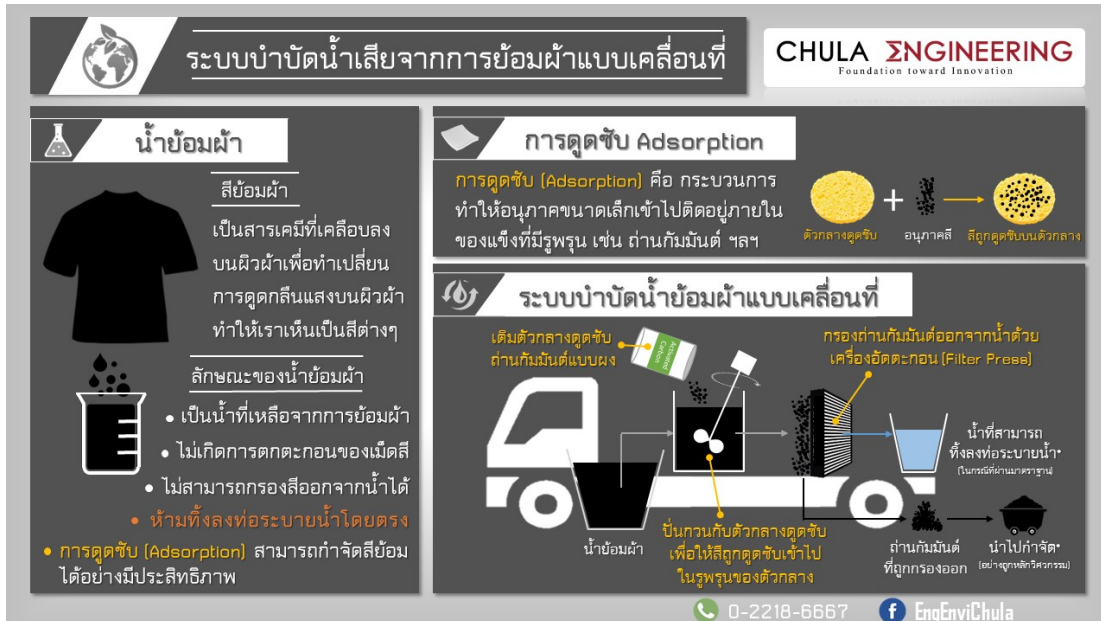 ระบบบำบัดน้ำเสียจากการย้อมผ้าแบบเคลื่อนที่
CHULA ΣNGINEERING
Foundation toward Innovation
น้ำย้อมผ้า
สีย้อมผ้า
เป็นสารเคมีที่เคลือบลง
บนผิวผ้าเพื่อทำเปลี่ยน
การดูดกลืนแสงบนผิวผ้า
ทำให้เราเห็นเป็นสีต่างๆ
ลักษณะของน้ำย้อมผ้า
• เป็นน้ำที่เหลือจากการย้อมผ้า
• ไม่เกิดการตกตะกอนของเม็ดสี
• ไม่สามารถกรองสีออกจากน้ำได้
• ห้ามทิ้งลงท่อระบายน้ำโดยตรง
• การดูดซับ (Adsorption) สามารถกำจัดสีย้อม
ได้อย่างมีประสิทธิภาพ
การดูดซับ Adsorption
การดูดซับ (Adsorption) คือ กระบวนการ
ทำให้อนุภาคขนาดเล็กเข้าไปติดอยู่ภายใน
ของแข็งที่มีรูพรุน เช่น ถ่านกัมมันต์ ฯลฯ
+
ตัวกลางดูดซับ
อนุภาคสี
สีถูกดูดซับบนตัวกลาง
ระบบบำบัดน้ำย้อมผ้าแบบเคลื่อนที่
เติมตัวกลางดูดซับ
ถ่านกัมมันต์แบบผง
Activated
Carbon
กรองถ่านกัมมันต์ออกจากน้ำด้วย
เครื่องอัดตะกอน (Filter Press)
น้ำที่สามารถ
ทิ้งลงท่อระบายน้ำ*
(ในกรณีที่ผ่านมาตราฐาน)
น้ำย้อมผ้า
ปั่นกวนกับตัวกลางดูดซับ
เพื่อให้สีถูกดูดซับเข้าไป
ในรูพรุนของตัวกลาง
ถ่านกัมมันต์
ที่ถูกกรองออก
นำไปกำจัด*
(อย่างถูกหลักวิศวกรรม)
0-2218-6667
EngEnviChula